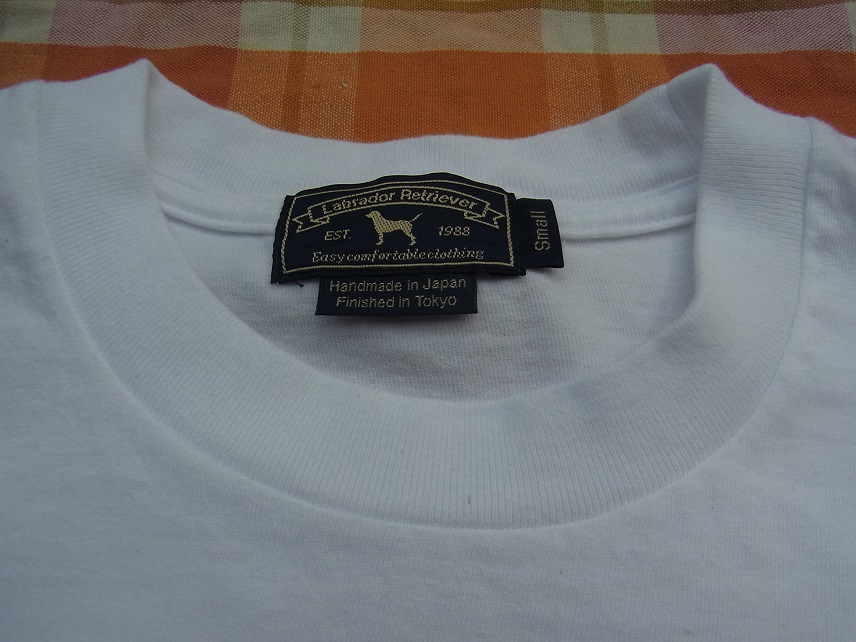 Labrador Retriever
EST. 1988
Easy comfortable clothing
Small
Handmade in Japan
Finished in Tokyo